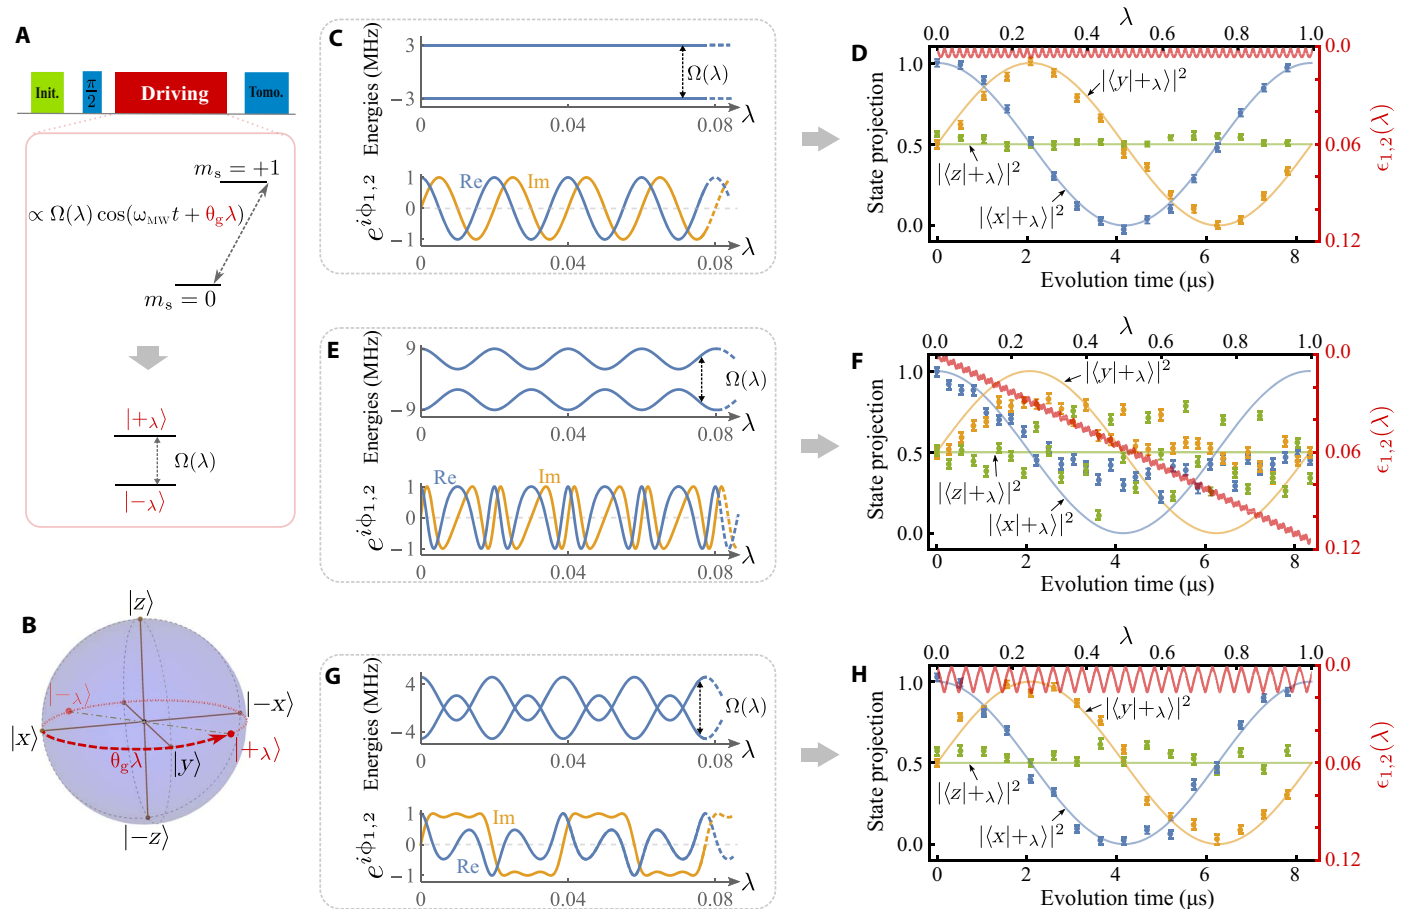 A
Init.
π/2
Driving
Tomo.
m_s = +1
∝ Ω(λ) cos(ω_MW t + θ_g λ)
m_s = 0
|+_λ⟩
Ω(λ)
|−_λ⟩
B
|z⟩
|−_λ⟩
|−x⟩
|x⟩
|+_λ⟩
θ_g λ
|y⟩
|−z⟩
C
Energies (MHz)
3
−3
Ω(λ)
0
0.04
0.08
λ
e^{iϕ_{1,2}}
1
0
−1
Re
Im
0
0.04
0.08
λ
D
λ
0.0
0.2
0.4
0.6
0.8
1.0
State projection
1.0
0.5
0.0
|⟨y|+_λ⟩|²
|⟨z|+_λ⟩|²
|⟨x|+_λ⟩|²
0.0
0.06
0.12
ϵ_{1,2}(λ)
0
2
4
6
8
Evolution time (μs)
E
Energies (MHz)
9
−9
Ω(λ)
0
0.04
0.08
λ
e^{iϕ_{1,2}}
1
0
−1
Re
Im
0
0.04
0.08
λ
F
λ
0.0
0.2
0.4
0.6
0.8
1.0
State projection
1.0
0.5
0.0
|⟨y|+_λ⟩|²
|⟨z|+_λ⟩|²
|⟨x|+_λ⟩|²
0.0
0.06
0.12
ϵ_{1,2}(λ)
0
2
4
6
8
Evolution time (μs)
G
Energies (MHz)
4
−4
Ω(λ)
0
0.04
0.08
λ
e^{iϕ_{1,2}}
1
0
−1
Im
Re
0
0.04
0.08
λ
H
λ
0.0
0.2
0.4
0.6
0.8
1.0
State projection
1.0
0.5
0.0
|⟨y|+_λ⟩|²
|⟨z|+_λ⟩|²
|⟨x|+_λ⟩|²
0.0
0.06
0.12
ϵ_{1,2}(λ)
0
2
4
6
8
Evolution time (μs)